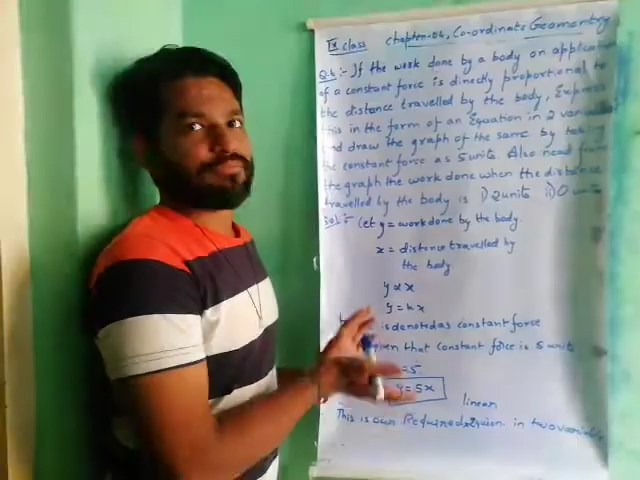 IX class chapter-04, Co-ordinate Geomentry
Q.6 :- If the work done by a body on application
of a constant force is directly proportional to
the distance travelled by the body, Express
this in the form of an Equation in 2 variables
and draw the graph of the same by taking
the constant force as 5 units. Also read from
the graph the work done when the distance
travelled by the body is i) 2 units ii) 0 units
Sol :- Let y = work done by the body.
x = distance travelled by
the body
y ∝ x
y = kx
is denoted as constant force
given that constant force is 5 unit
= 5
y = 5x
linear
This is our Required in two variable